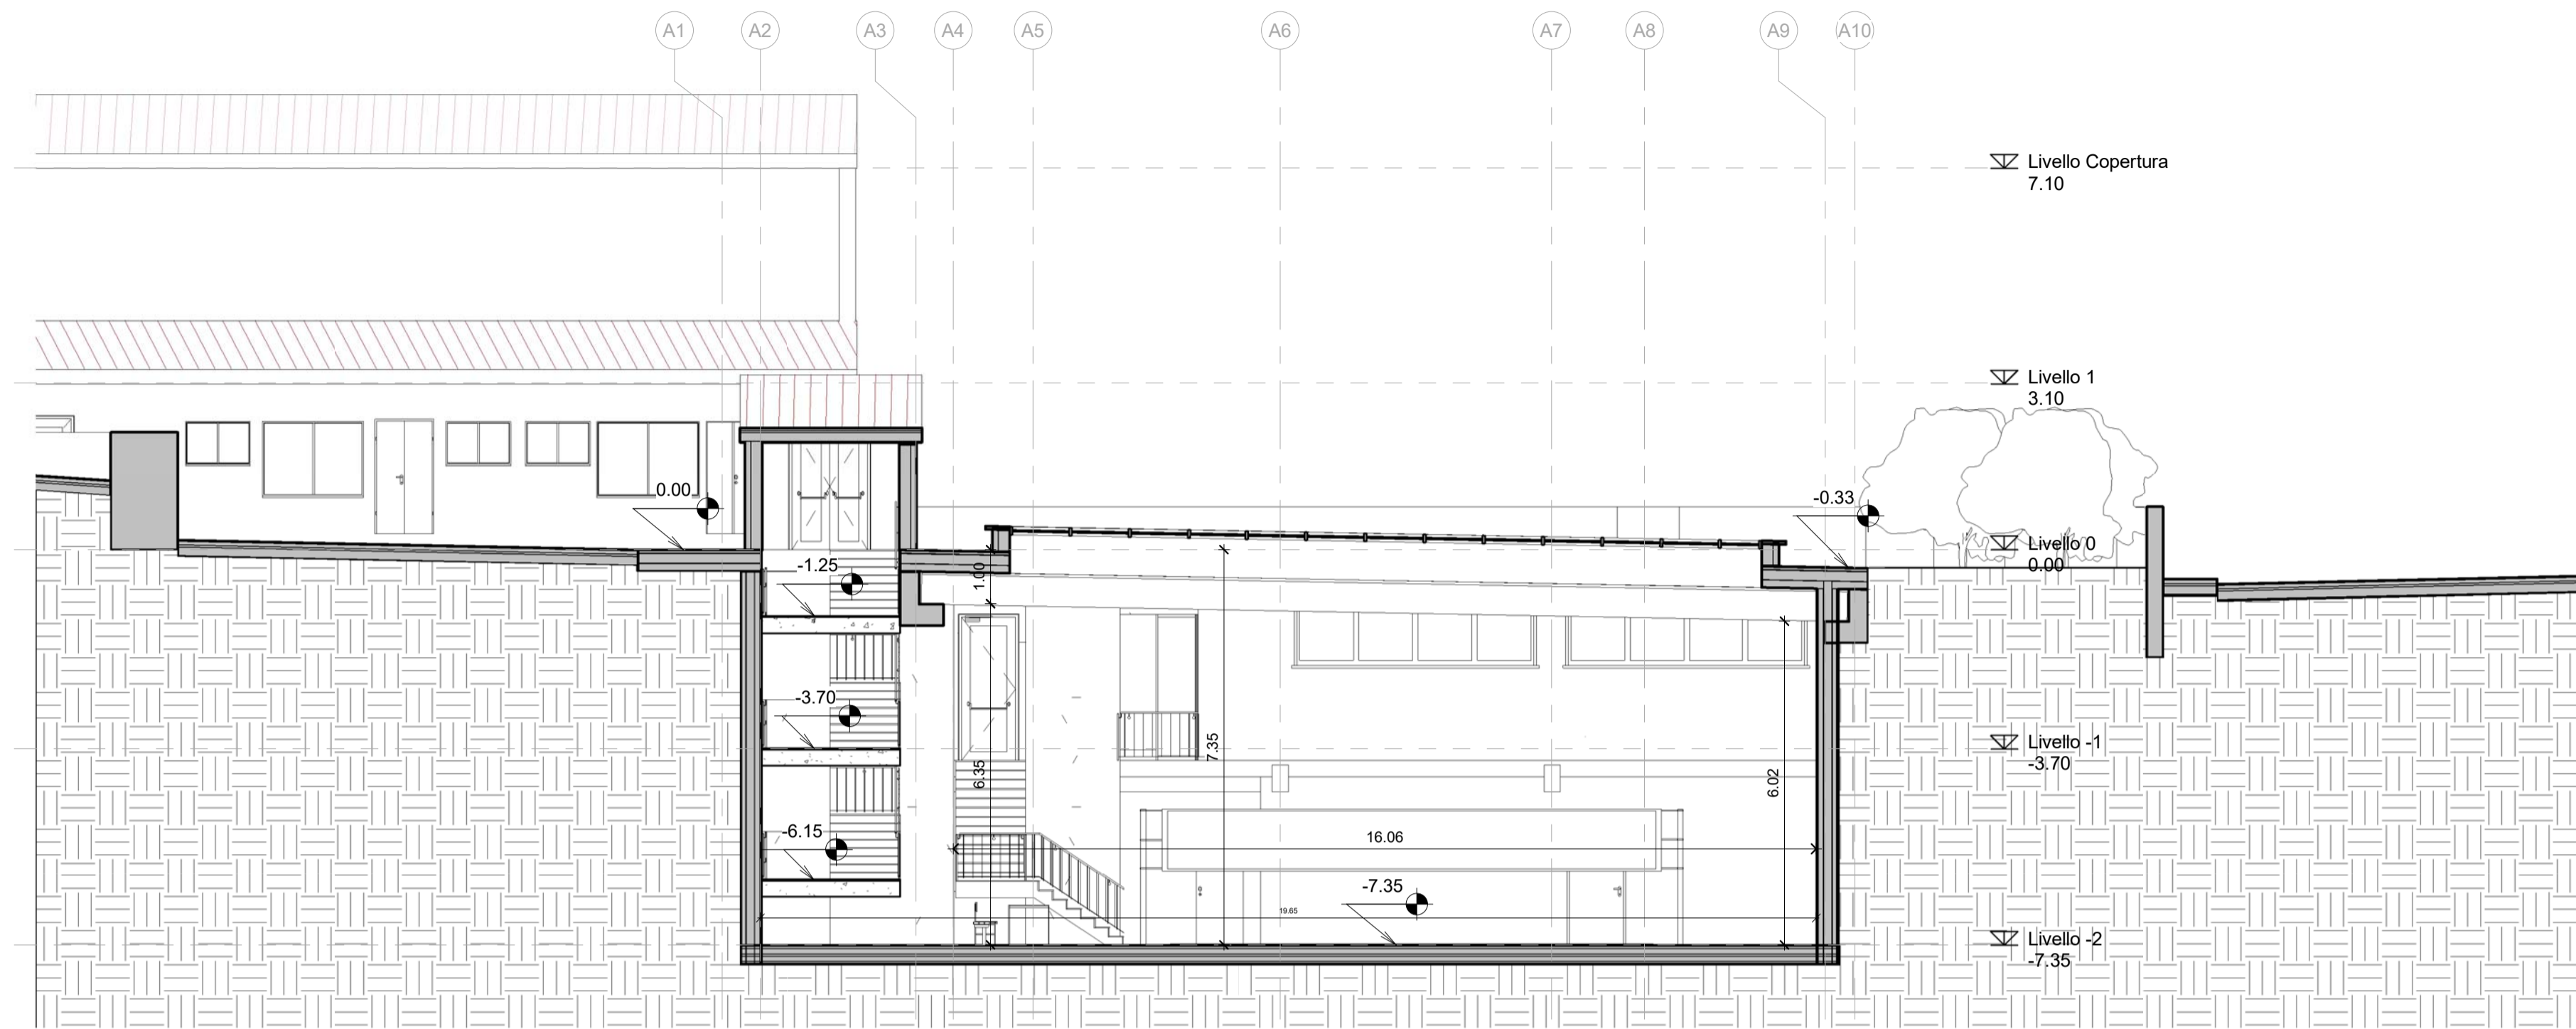 A1 A2 A3 A4 A5 A6 A7 A8 A9 A10
Livello Copertura
7.10
Livello 1
3.10
0.00
-0.33
Livello 0
0.00
-1.25
1.00
-3.70
7.35
Livello -1
-3.70
6.35
6.02
-6.15
16.06
-7.35
19.65
Livello -2
-7.35